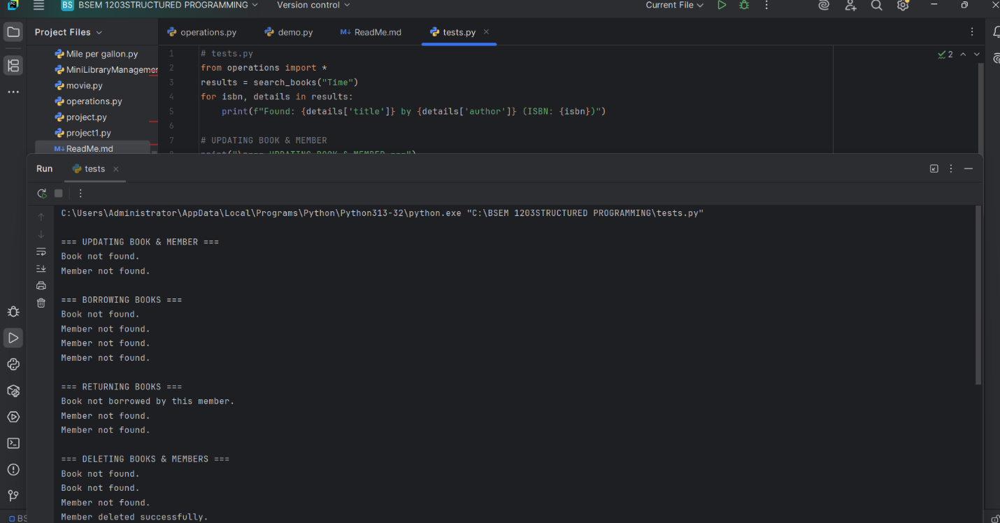 BS BSEM 1203STRUCTURED PROGRAMMING Version control Current File
Project Files
operations.py demo.py ReadMe.md tests.py
Mile per gallon.py
MiniLibraryManagemer
movie.py
operations.py
project.py
project1.py
ReadMe.md
1 # tests.py
2 from operations import *
3 results = search_books("Time")
4 for isbn, details in results:
5 print(f"Found: {details['title']} by {details['author']} (ISBN: {isbn})")
6
7 # UPDATING BOOK & MEMBER
8 print("\n=== UPDATING BOOK & MEMBER ===")
2
Run tests
C:\Users\Administrator\AppData\Local\Programs\Python\Python313-32\python.exe "C:\BSEM 1203STRUCTURED PROGRAMMING\tests.py"
=== UPDATING BOOK & MEMBER ===
Book not found.
Member not found.
=== BORROWING BOOKS ===
Book not found.
Member not found.
Member not found.
Member not found.
=== RETURNING BOOKS ===
Book not borrowed by this member.
Member not found.
Member not found.
=== DELETING BOOKS & MEMBERS ===
Book not found.
Book not found.
Member not found.
Member deleted successfully.
BS